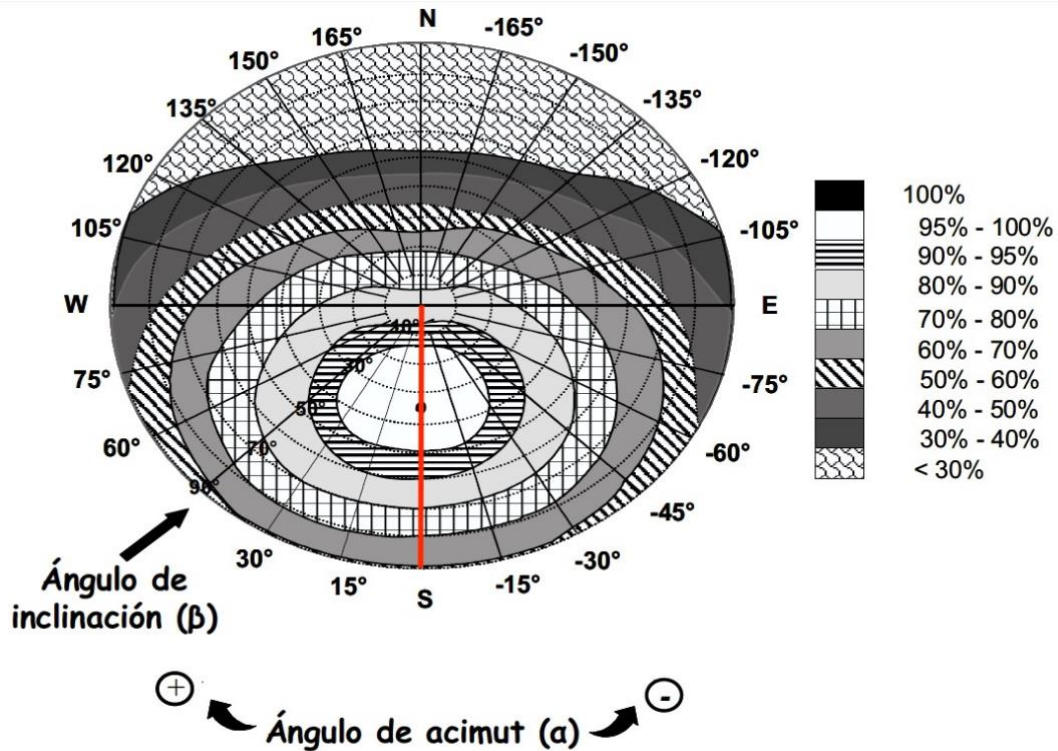 N
165°
-165°
150°
-150°
135°
-135°
120°
-120°
105°
-105°
W
E
75°
-75°
60°
-60°
-45°
30°
-30°
15°
-15°
S
10°
30°
50°
70°
90°
100%
95% - 100%
90% - 95%
80% - 90%
70% - 80%
60% - 70%
50% - 60%
40% - 50%
30% - 40%
< 30%
Ángulo de
inclinación (β)
+
-
Ángulo de acimut (α)